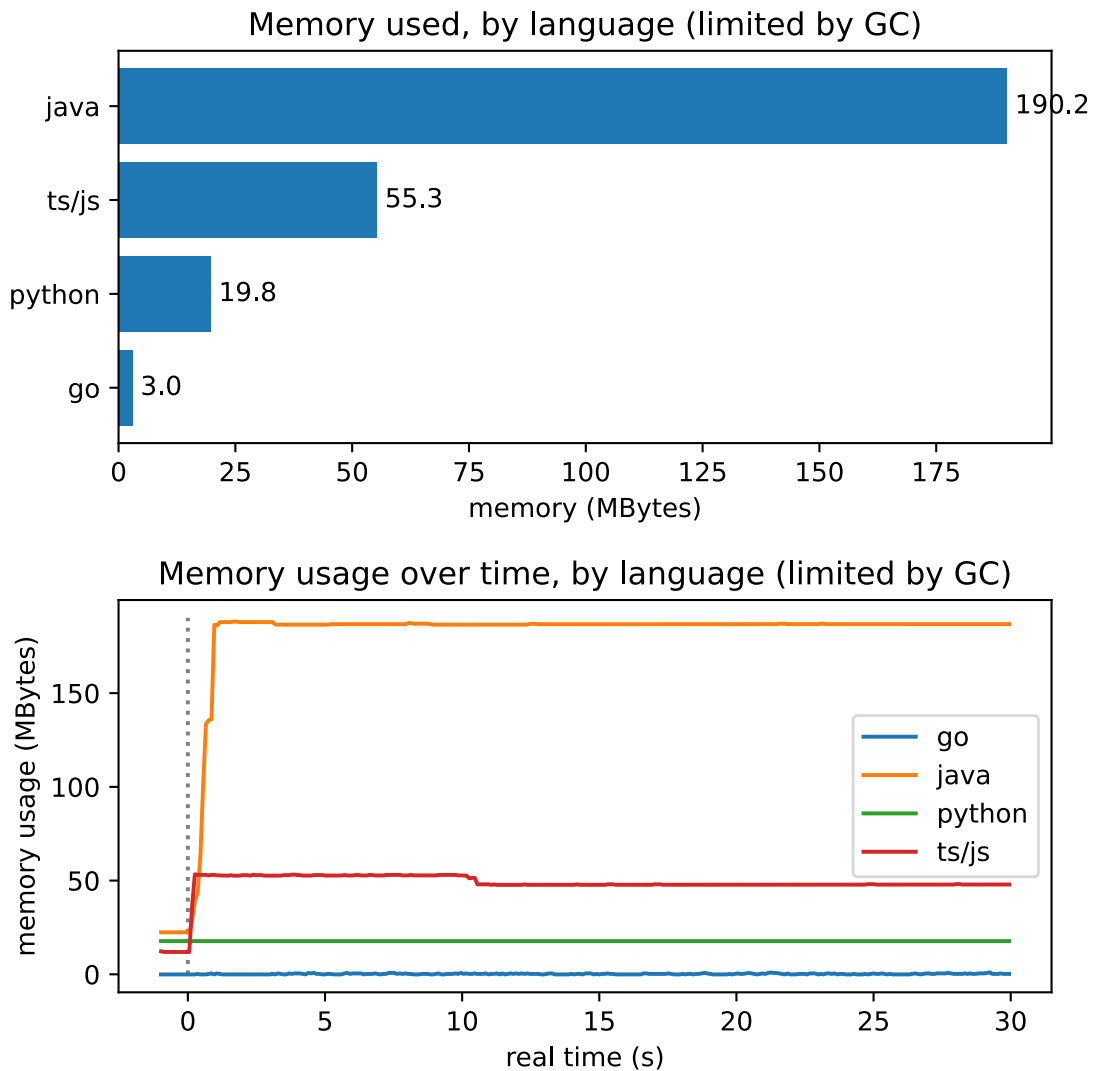 Memory used, by language (limited by GC)
java
190.2
ts/js
55.3
python
19.8
go
3.0
0 25 50 75 100 125 150 175
memory (MBytes)
Memory usage over time, by language (limited by GC)
memory usage (MBytes)
150
100
50
0
go
java
python
ts/js
0 5 10 15 20 25 30
real time (s)